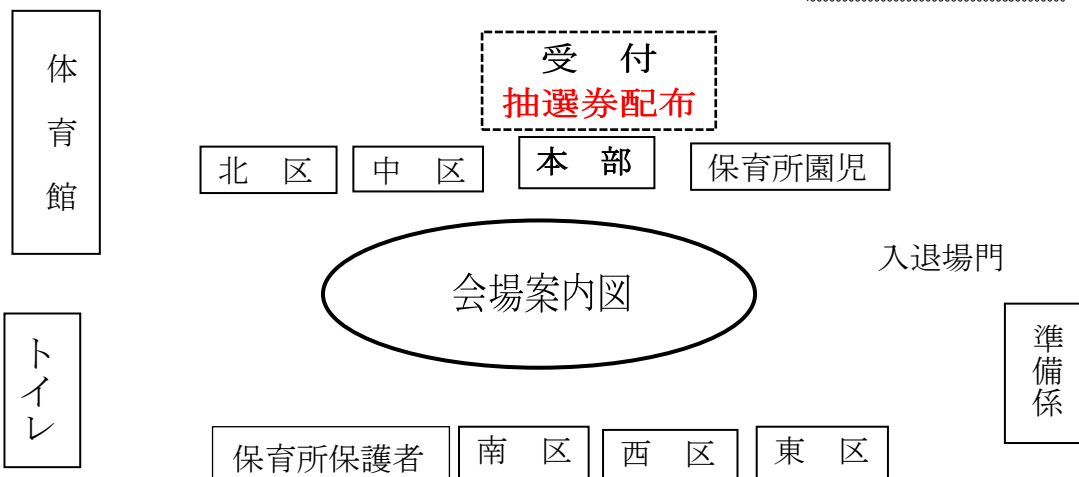 体育館
受　付
抽選券配布
北　区
中　区
本　部
保育所園児
入退場門
会場案内図
トイレ
準備係
保育所保護者
南　区
西　区
東　区